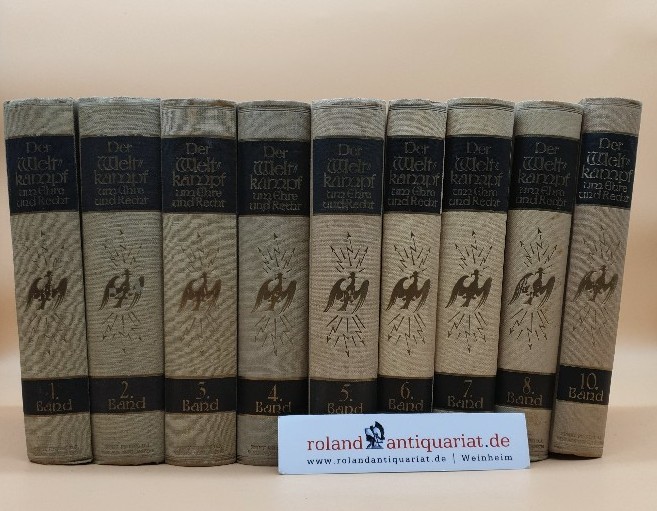 Der
Welt-
kampf
um Ehre
und Recht
1.
Band
Der
Welt-
kampf
um Ehre
und Recht
2.
Band
Der
Welt-
kampf
um Ehre
und Recht
3.
Band
Der
Welt-
kampf
um Ehre
und Recht
4.
Band
Der
Welt-
kampf
um Ehre
und Recht
5.
Band
Der
Welt-
kampf
um Ehre
und Recht
6.
Band
Der
Welt-
kampf
um Ehre
und Recht
7.
Band
Der
Welt-
kampf
um Ehre
und Recht
8.
Band
Der
Welt-
kampf
um Ehre
und Recht
10.
Band
roland antiquariat.de
www.rolandantiquariat.de | Weinheim